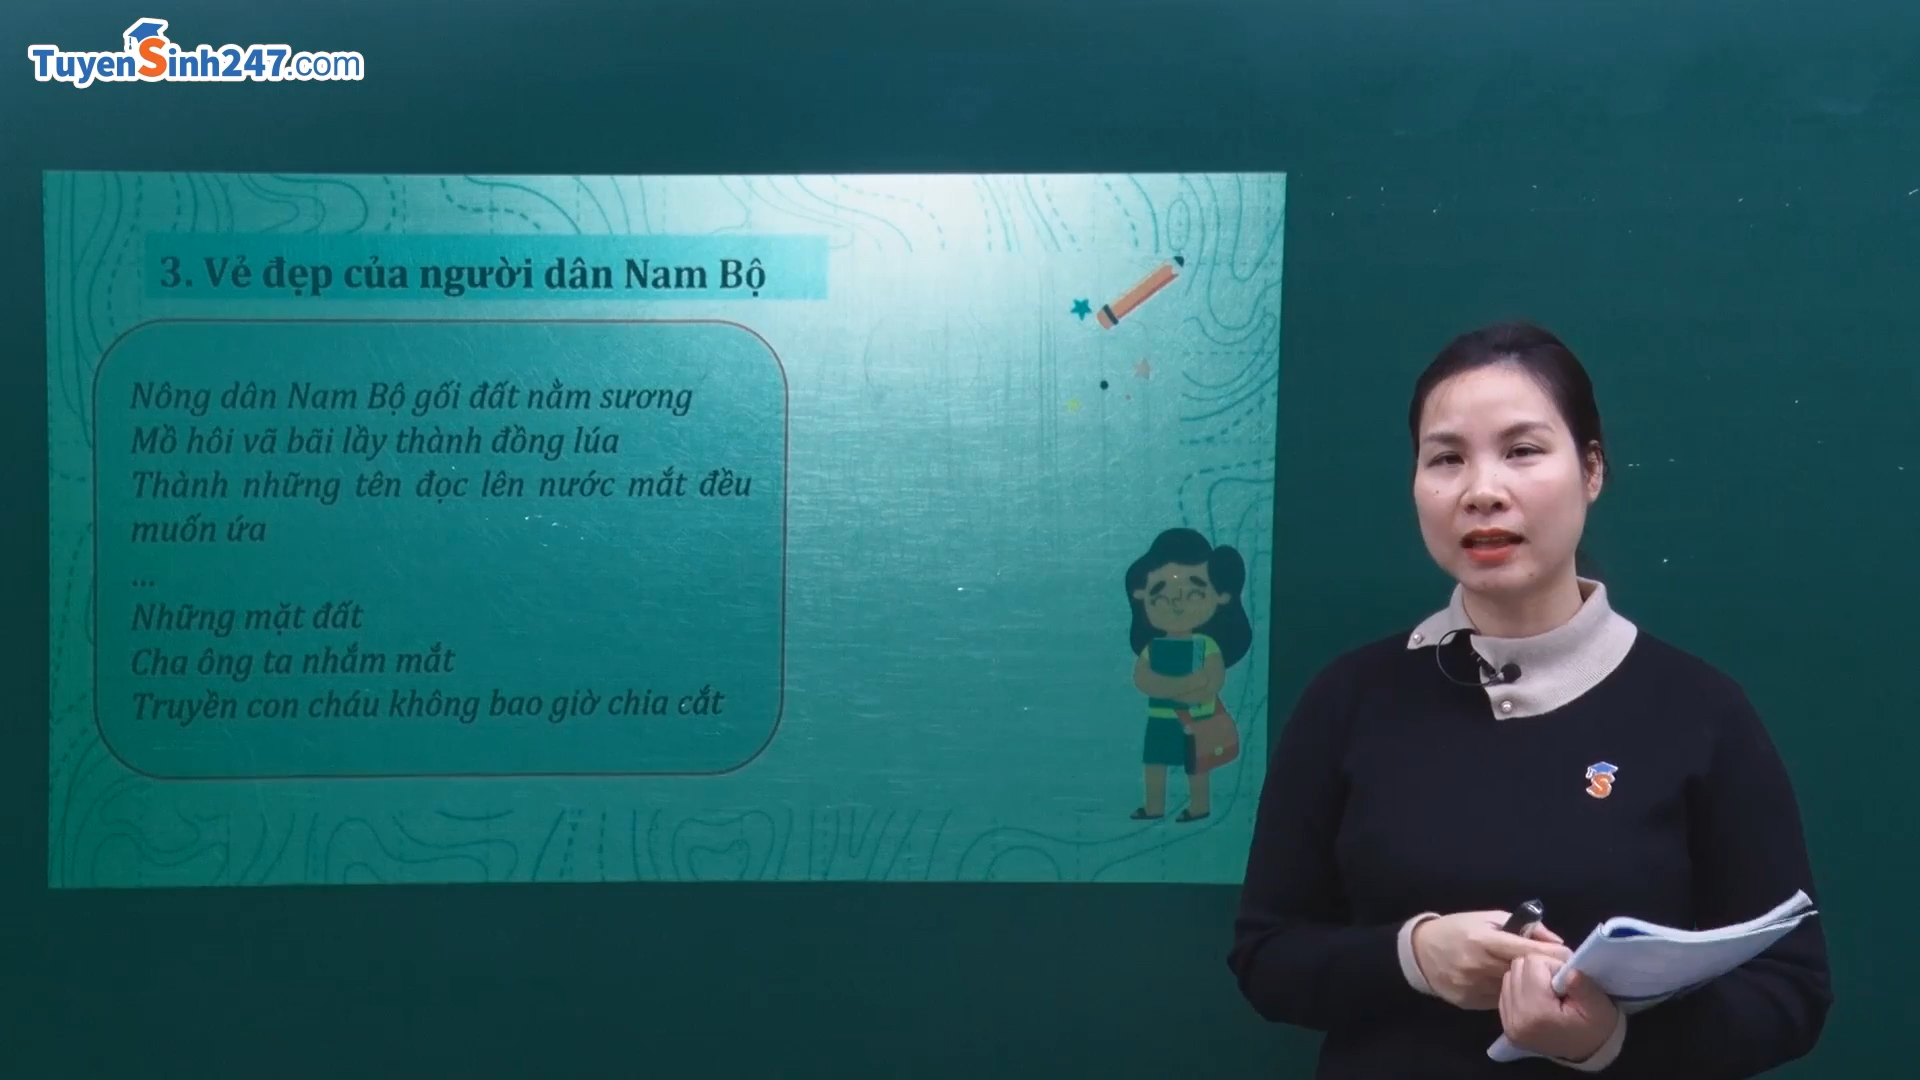 TuyenSinh247.com
3. Vẻ đẹp của người dân Nam Bộ
Nông dân Nam Bộ gối đất nằm sương
Mồ hôi vã bãi lầy thành đồng lúa
Thành những tên đọc lên nước mắt đều
muốn ứa
...
Những mặt đất
Cha ông ta nhắm mắt
Truyền con cháu không bao giờ chia cắt
S